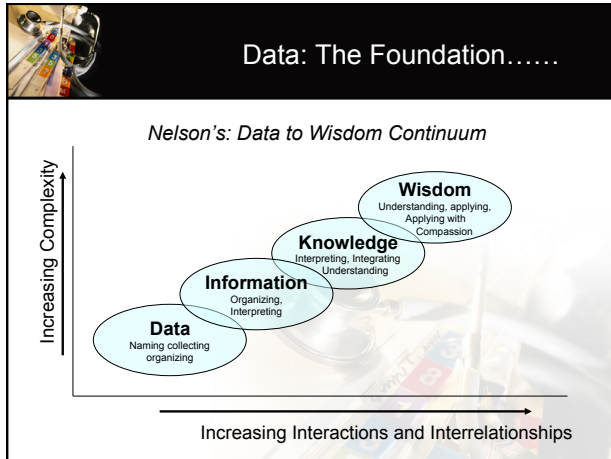 Data: The Foundation……
Nelson's: Data to Wisdom Continuum
Increasing Complexity
Wisdom
Understanding, applying,
Applying with
Compassion
Knowledge
Interpreting, Integrating
Understanding
Information
Organizing,
Interpreting
Data
Naming collecting
organizing
Increasing Interactions and Interrelationships